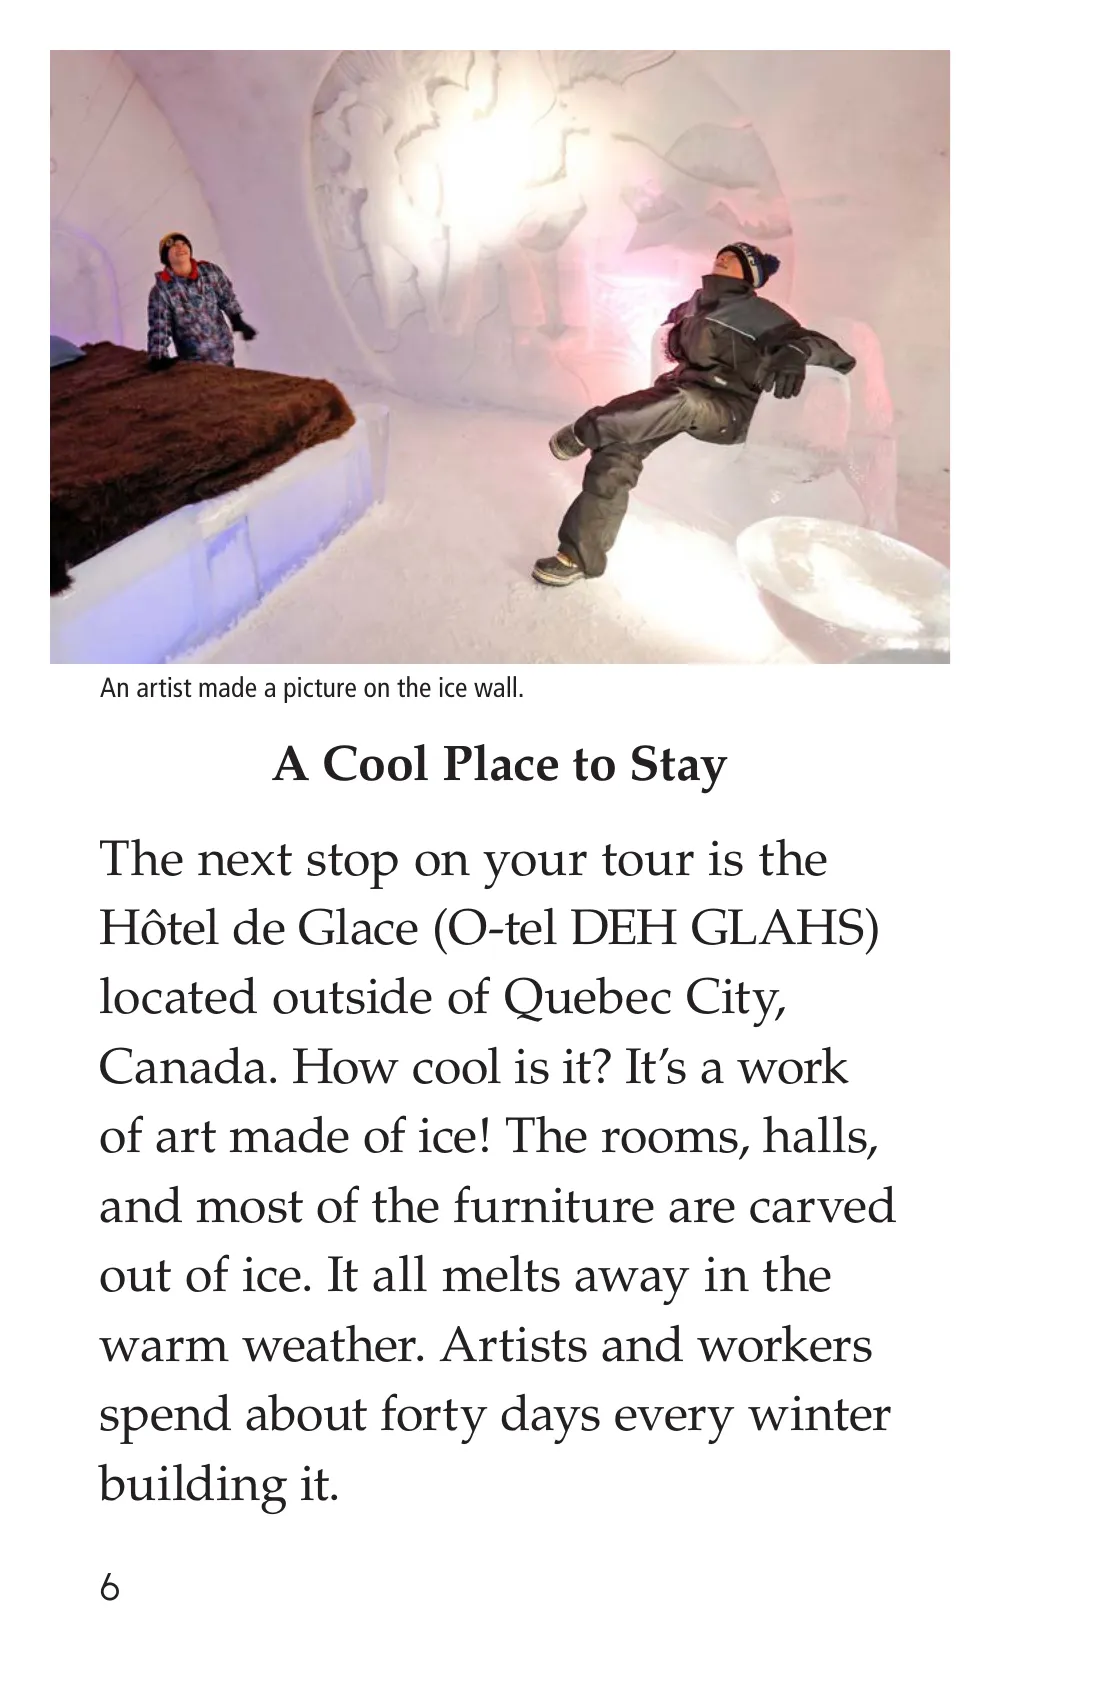 An artist made a picture on the ice wall.
A Cool Place to Stay
The next stop on your tour is the
Hôtel de Glace (O-tel DEH GLAHS)
located outside of Quebec City,
Canada. How cool is it? It’s a work
of art made of ice! The rooms, halls,
and most of the furniture are carved
out of ice. It all melts away in the
warm weather. Artists and workers
spend about forty days every winter
building it.
6